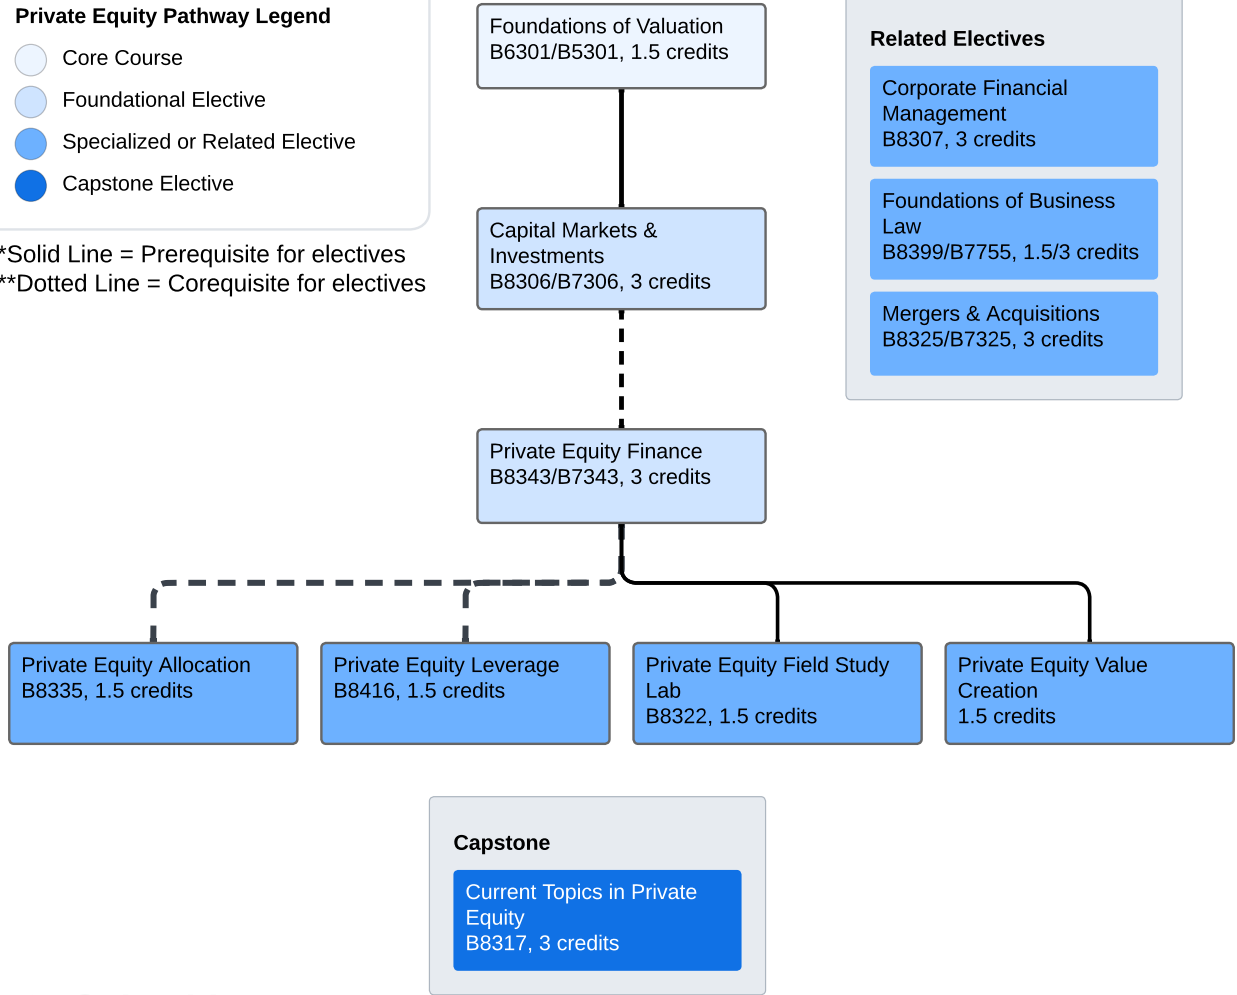 Private Equity Pathway Legend
Core Course
Foundational Elective
Specialized or Related Elective
Capstone Elective
*Solid Line = Prerequisite for electives
**Dotted Line = Corequisite for electives
Foundations of Valuation
B6301/B5301, 1.5 credits
Capital Markets &
Investments
B8306/B7306, 3 credits
Private Equity Finance
B8343/B7343, 3 credits
Related Electives
Corporate Financial
Management
B8307, 3 credits
Foundations of Business
Law
B8399/B7755, 1.5/3 credits
Mergers & Acquisitions
B8325/B7325, 3 credits
Private Equity Allocation
B8335, 1.5 credits
Private Equity Leverage
B8416, 1.5 credits
Private Equity Field Study
Lab
B8322, 1.5 credits
Private Equity Value
Creation
1.5 credits
Capstone
Current Topics in Private
Equity
B8317, 3 credits